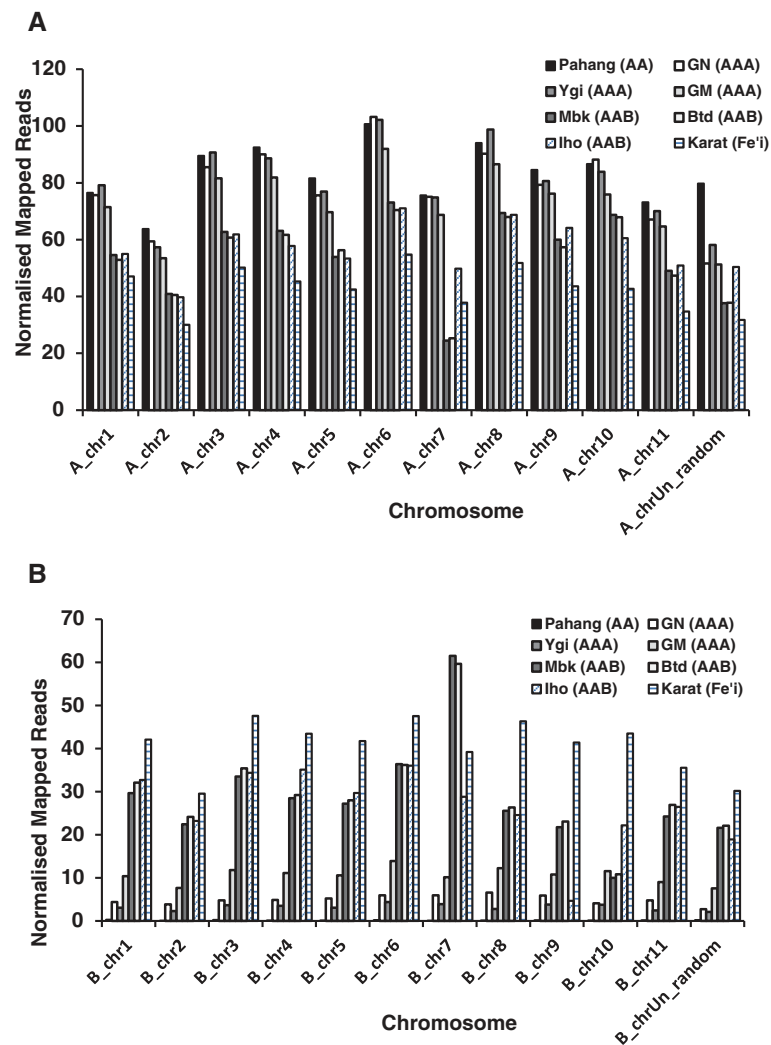 A
Normalised Mapped Reads
120
100
80
60
40
20
0
Pahang (AA) GN (AAA)
Ygi (AAA) GM (AAA)
Mbk (AAB) Btd (AAB)
Iho (AAB) Karat (Fe'i)
A_chr1
A_chr2
A_chr3
A_chr4
A_chr5
A_chr6
A_chr7
A_chr8
A_chr9
A_chr10
A_chr11
A_chrUn_random
Chromosome
B
Normalised Mapped Reads
70
60
50
40
30
20
10
0
Pahang (AA) GN (AAA)
Ygi (AAA) GM (AAA)
Mbk (AAB) Btd (AAB)
Iho (AAB) Karat (Fe'i)
B_chr1
B_chr2
B_chr3
B_chr4
B_chr5
B_chr6
B_chr7
B_chr8
B_chr9
B_chr10
B_chr11
B_chrUn_random
Chromosome